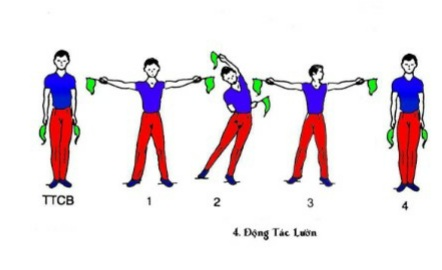 TTCB 1 2 3 4
4. Động Tác Lườn